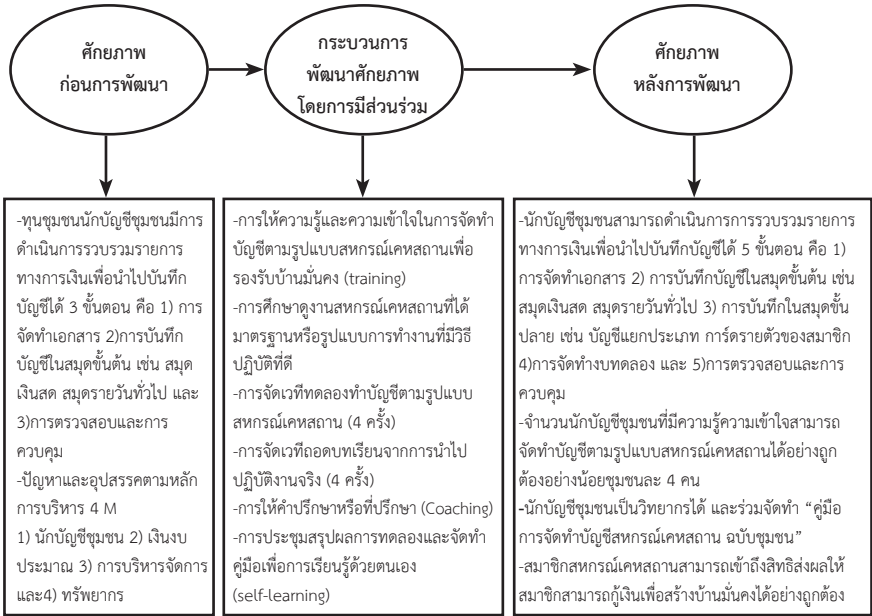 ศักยภาพ
ก่อนการพัฒนา
กระบวนการ
พัฒนาศักยภาพ
โดยการมีส่วนร่วม
ศักยภาพ
หลังการพัฒนา
-ทุนชุมชนนักบัญชีชุมชนมีการ
ดำเนินการรวบรวมรายการ
ทางการเงินเพื่อนำไปบันทึก
บัญชีได้ 3 ขั้นตอน คือ 1) การ
จัดทำเอกสาร 2)การบันทึก
บัญชีในสมุดขั้นต้น เช่น สมุด
เงินสด สมุดรายวันทั่วไป และ
3)การตรวจสอบและการ
ควบคุม
-ปัญหาและอุปสรรคตามหลัก
การบริหาร 4 M
1) นักบัญชีชุมชน 2) เงินงบ
ประมาณ 3) การบริหารจัดการ
และ4) ทรัพยากร
-การให้ความรู้และความเข้าใจในการจัดทำ
บัญชีตามรูปแบบสหกรณ์เคหสถานเพื่อ
รองรับบ้านมั่นคง (training)
-การศึกษาดูงานสหกรณ์เคหสถานที่ได้
มาตรฐานหรือรูปแบบการทำงานที่มีวิธี
ปฏิบัติที่ดี
-การจัดเวทีทดลองทำบัญชีตามรูปแบบ
สหกรณ์เคหสถาน (4 ครั้ง)
-การจัดเวทีถอดบทเรียนจากการนำไป
ปฏิบัติงานจริง (4 ครั้ง)
-การให้คำปรึกษาหรือที่ปรึกษา (Coaching)
-การประชุมสรุปผลการทดลองและจัดทำ
คู่มือเพื่อการเรียนรู้ด้วยตนเอง
(self-learning)
-นักบัญชีชุมชนสามารถดำเนินการการรวบรวมรายการ
ทางการเงินเพื่อนำไปบันทึกบัญชีได้ 5 ขั้นตอน คือ 1)
การจัดทำเอกสาร 2) การบันทึกบัญชีในสมุดขั้นต้น เช่น
สมุดเงินสด สมุดรายวันทั่วไป 3) การบันทึกในสมุดขั้น
ปลาย เช่น บัญชีแยกประเภท การ์ดรายตัวของสมาชิก
4)การจัดทำงบทดลอง และ 5)การตรวจสอบและการ
ควบคุม
-จำนวนนักบัญชีชุมชนที่มีความรู้ความเข้าใจสามารถ
จัดทำบัญชีตามรูปแบบสหกรณ์เคหสถานได้อย่างถูก
ต้องอย่างน้อยชุมชนละ 4 คน
-นักบัญชีชุมชนเป็นวิทยากรได้ และร่วมจัดทำ “คู่มือ
การจัดทำบัญชีสหกรณ์เคหสถาน ฉบับชุมชน”
-สมาชิกสหกรณ์เคหสถานสามารถเข้าถึงสิทธิส่งผลให้
สมาชิกสามารถกู้เงินเพื่อสร้างบ้านมั่นคงได้อย่างถูกต้อง